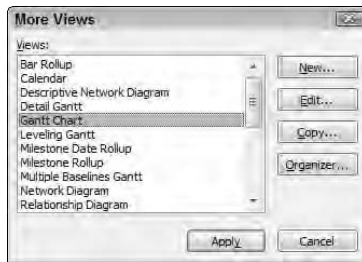 More Views
Views:
Bar Rollup
Calendar
Descriptive Network Diagram
Detail Gantt
Gantt Chart
Leveling Gantt
Milestone Date Rollup
Milestone Rollup
Multiple Baselines Gantt
Network Diagram
Relationship Diagram
New...
Edit...
Copy...
Organizer...
Apply
Cancel